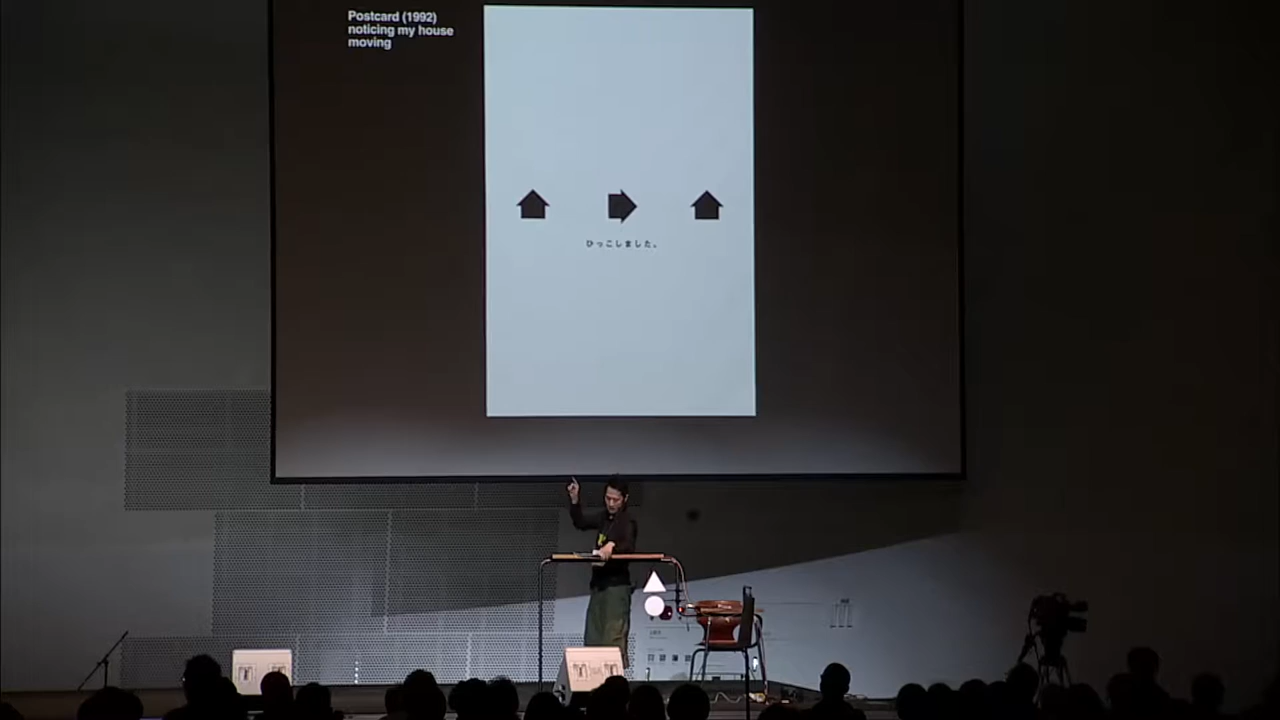 Postcard (1992)
noticing my house
moving
ひっこしました。